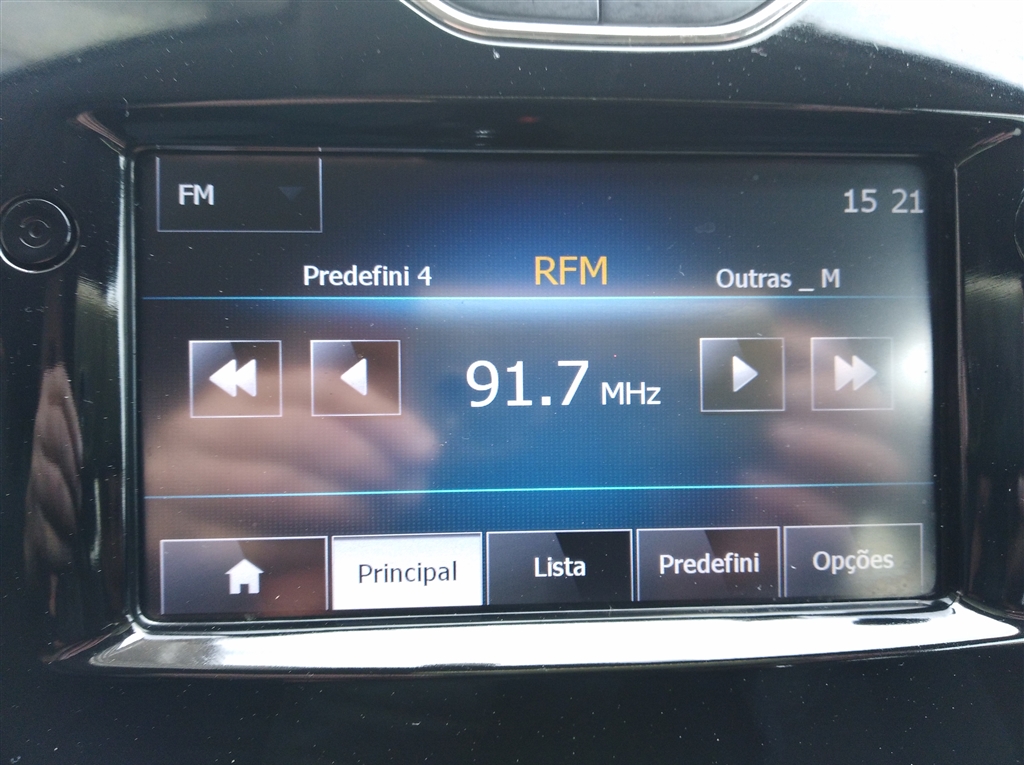 FM
15 21
Predefini 4
RFM
Outras _ M
91.7 MHz
Principal
Lista
Predefini
Opções